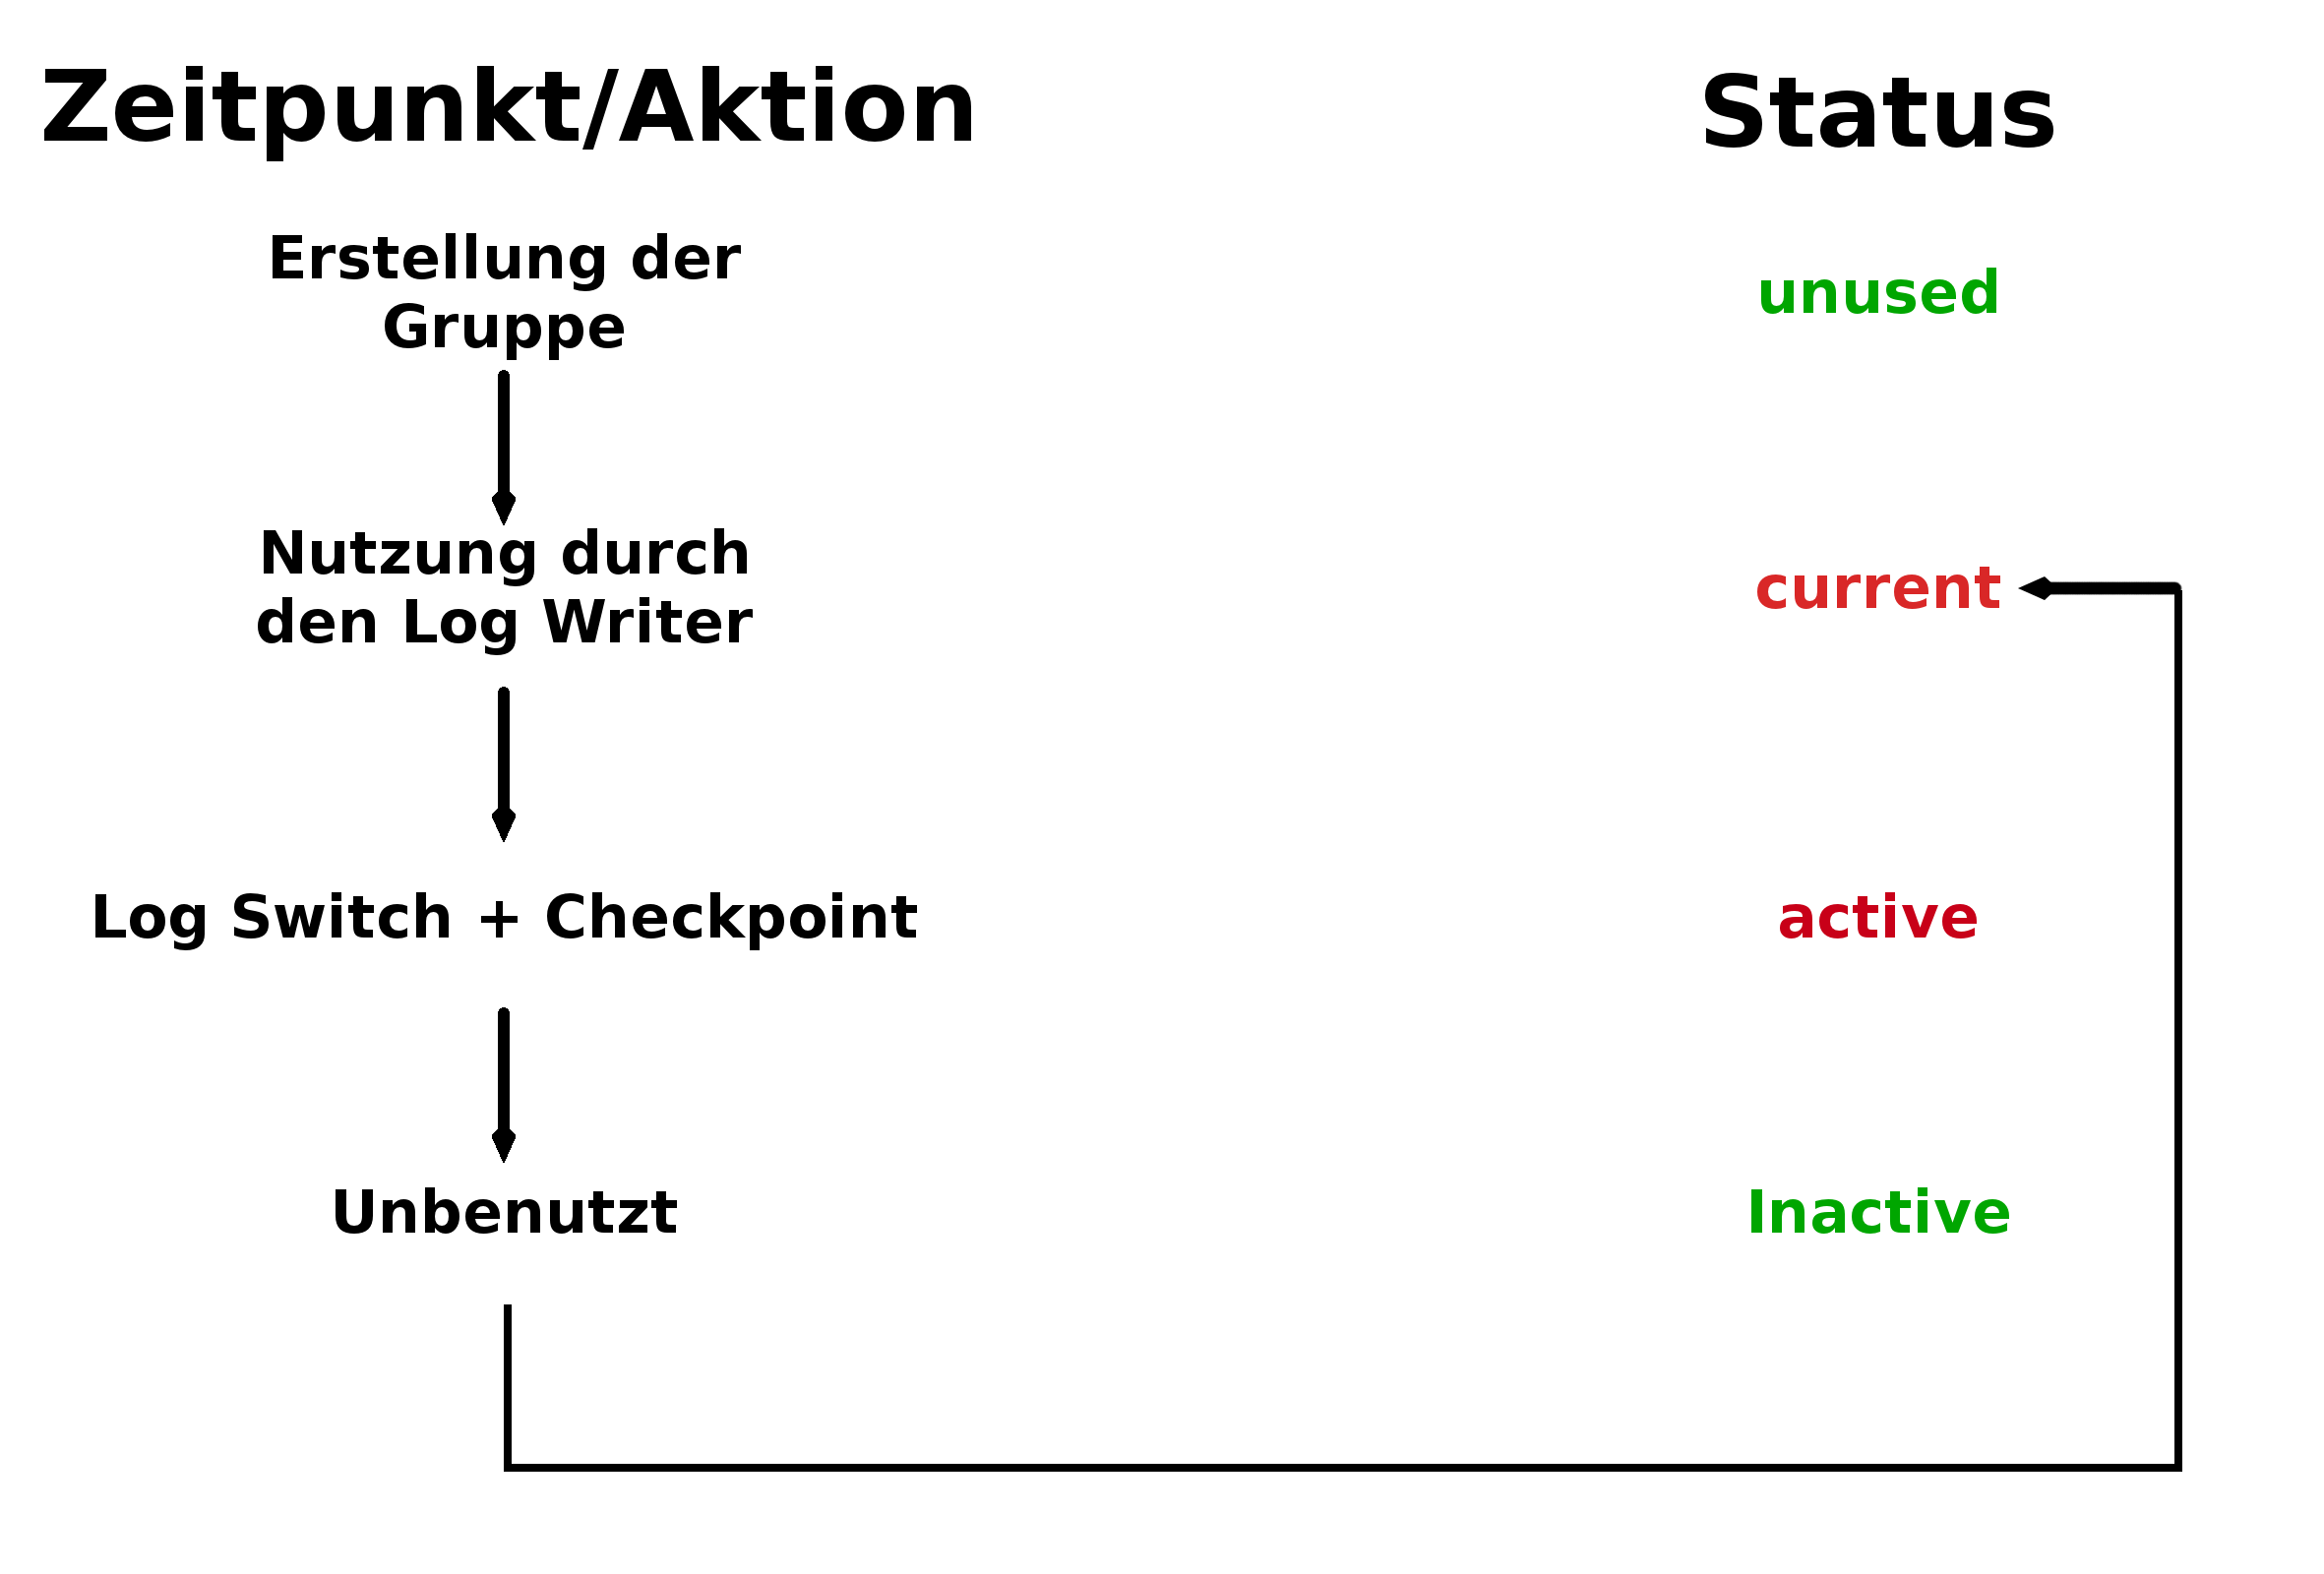 Zeitpunkt/Aktion
Status
Erstellung der
Gruppe
unused
Nutzung durch
den Log Writer
current
Log Switch + Checkpoint
active
Unbenutzt
Inactive